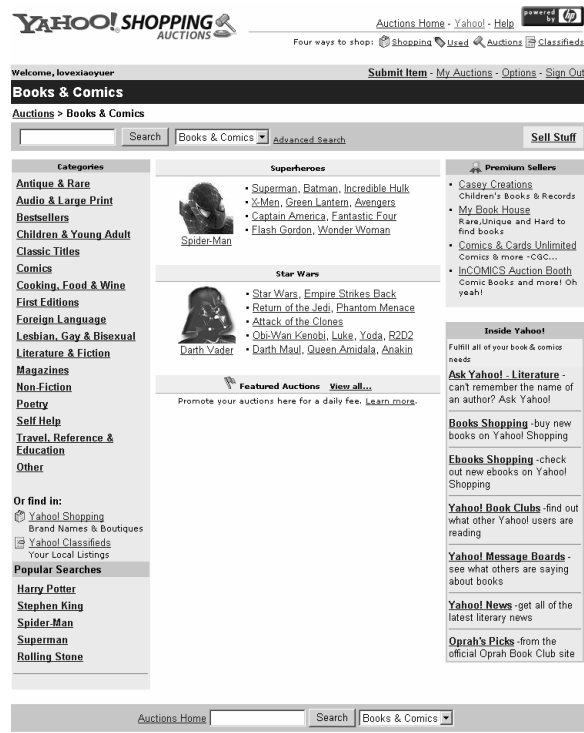 YAHOO! SHOPPING
AUCTIONS
powered by hp
Auctions Home - Yahoo! - Help
Four ways to shop: Shopping Used Auctions Classifieds
Welcome, lovexiaoyuer
Submit Item - My Auctions - Options - Sign Out
Books & Comics
Auctions > Books & Comics
Search Books & Comics Advanced Search
Sell Stuff
Categories
Antique & Rare
Audio & Large Print
Bestsellers
Children & Young Adult
Classic Titles
Comics
Cooking, Food & Wine
First Editions
Foreign Language
Lesbian, Gay & Bisexual
Literature & Fiction
Magazines
Non-Fiction
Poetry
Self Help
Travel, Reference &
Education
Other
Or find in:
Yahoo! Shopping
Brand Names & Boutiques
Yahoo! Classifieds
Your Local Listings
Popular Searches
Harry Potter
Stephen King
Spider-Man
Superman
Rolling Stone
Superheroes
Spider-Man
• Superman, Batman, Incredible Hulk
• X-Men, Green Lantern, Avengers
• Captain America, Fantastic Four
• Flash Gordon, Wonder Woman
Star Wars
Darth Vader
• Star Wars, Empire Strikes Back
• Return of the Jedi, Phantom Menace
• Attack of the Clones
• Obi-Wan Kenobi, Luke, Yoda, R2D2
• Darth Maul, Queen Amidala, Anakin
Featured Auctions View all...
Promote your auctions here for a daily fee. Learn more.
Premium Sellers
• Casey Creations
Children's Books & Records
• My Book House
Rare,Unique and Hard to
find books
• Comics & Cards Unlimited
Comics & more -CGC...
• InCOMICS Auction Booth
Comic Books and more! Oh
yeah!
Inside Yahoo!
Fulfill all of your book & comics
needs
Ask Yahoo! - Literature -
can't remember the name of
an author? Ask Yahoo!
Books Shopping -buy new
books on Yahoo! Shopping
Ebooks Shopping -check
out new ebooks on Yahoo!
Shopping
Yahoo! Book Clubs -find out
what other Yahoo! users are
reading
Yahoo! Message Boards -
see what others are saying
about books
Yahoo! News -get all of the
latest literary news
Oprah's Picks -from the
official Oprah Book Club site
Auctions Home Search Books & Comics